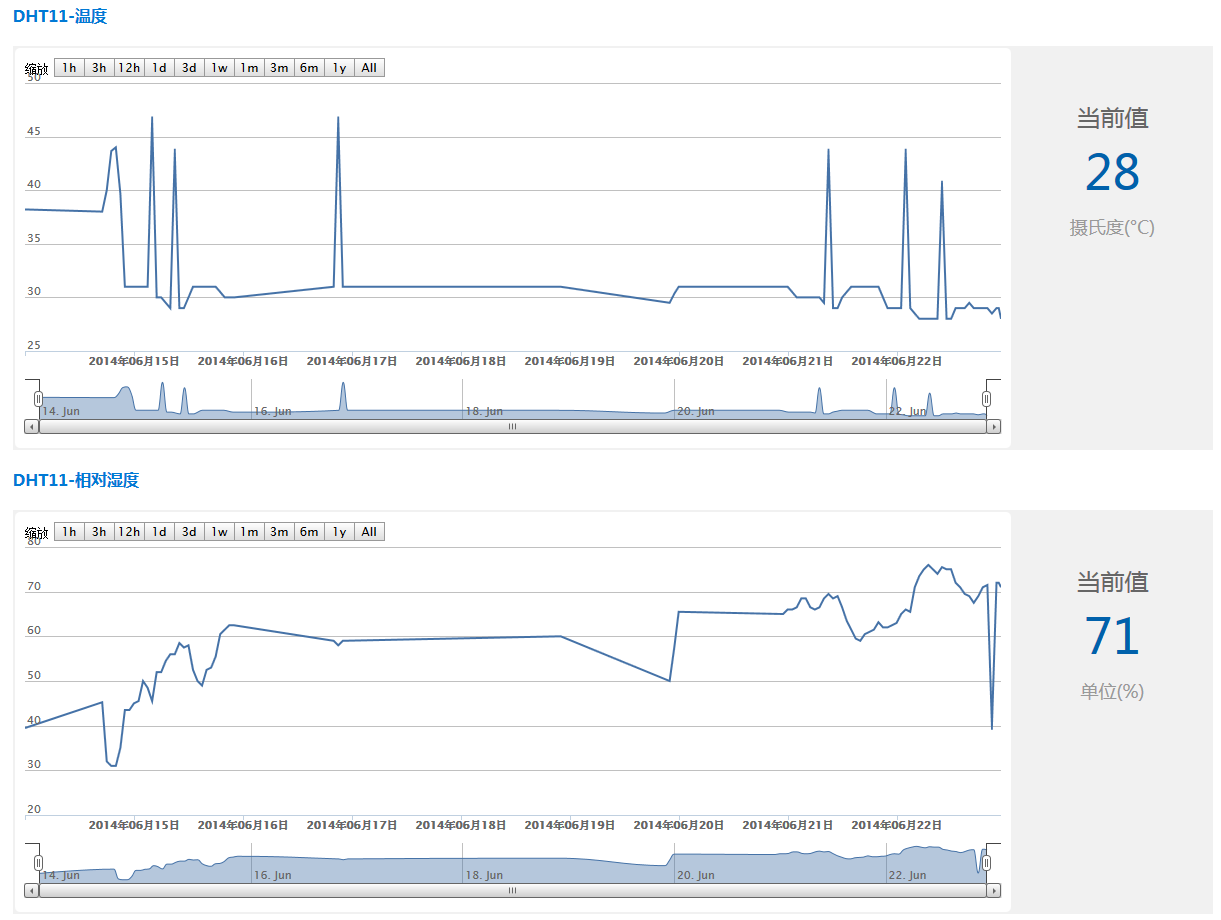 DHT11-温度
缩放 1h 3h 12h 1d 3d 1w 1m 3m 6m 1y All
50
45
40
35
30
25
2014年06月15日 2014年06月16日 2014年06月17日 2014年06月18日 2014年06月19日 2014年06月20日 2014年06月21日 2014年06月22日
14. Jun 16. Jun 18. Jun 20. Jun 22. Jun
当前值
28
摄氏度(°C)
DHT11-相对湿度
缩放 1h 3h 12h 1d 3d 1w 1m 3m 6m 1y All
80
70
60
50
40
30
20
2014年06月15日 2014年06月16日 2014年06月17日 2014年06月18日 2014年06月19日 2014年06月20日 2014年06月21日 2014年06月22日
14. Jun 16. Jun 18. Jun 20. Jun 22. Jun
当前值
71
单位(%)